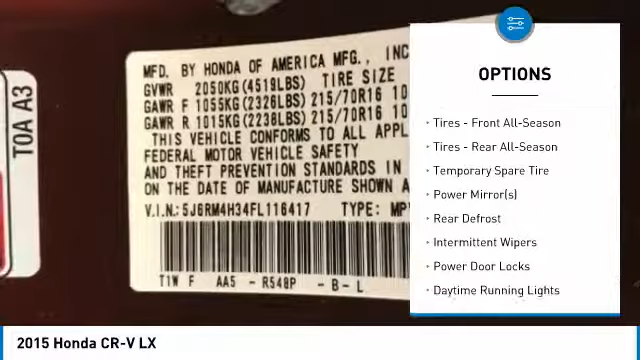 TOA A3
MFD. BY HONDA OF AMERICA MFG., INC
GVWR 2050KG(4519LBS) TIRE SIZE
GAWR F 1055KG(2326LBS) 215/70R16 10
GAWR R 1015KG(2238LBS) 215/70R16 10
THIS VEHICLE CONFORMS TO ALL APPL
FEDERAL MOTOR VEHICLE SAFETY
AND THEFT PREVENTION STANDARDS IN
ON THE DATE OF MANUFACTURE SHOWN A
V.I.N.: 5J6RM4H34FL116417 TYPE: MP
T1W F AA5 - R548P - B - L
OPTIONS
· Tires - Front All-Season
· Tires - Rear All-Season
· Temporary Spare Tire
· Power Mirror(s)
· Rear Defrost
· Intermittent Wipers
· Power Door Locks
· Daytime Running Lights
2015 Honda CR-V LX